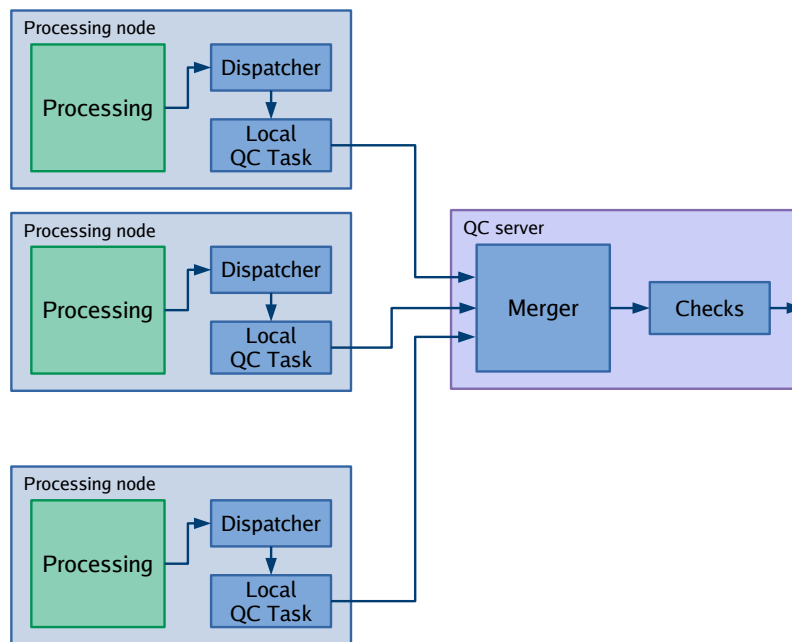 Processing node
Processing
Dispatcher
Local
QC Task
Processing node
Processing
Dispatcher
Local
QC Task
QC server
Merger
Checks
Processing node
Processing
Dispatcher
Local
QC Task